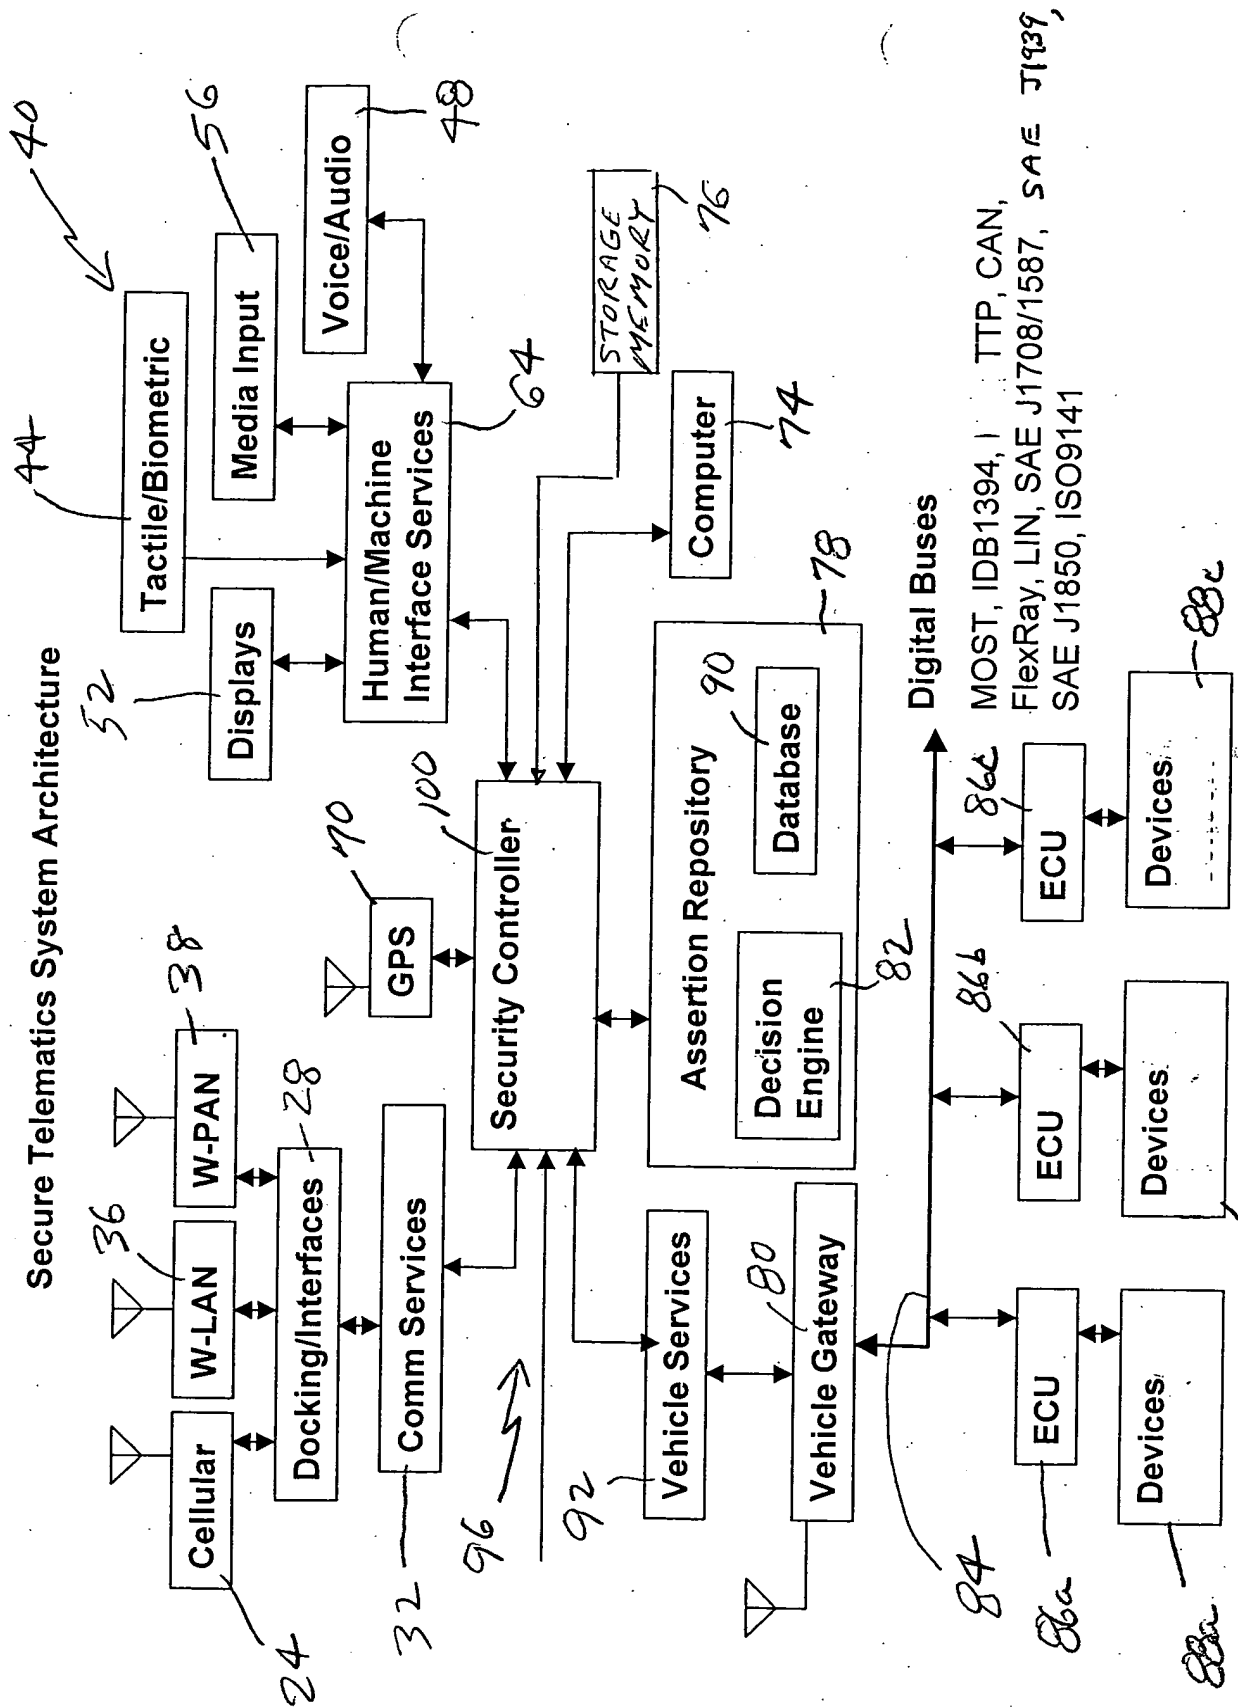 Secure Telematics System Architecture
24
Cellular
36
W-LAN
38
W-PAN
Docking/Interfaces
28
32
Comm Services
40
44
Tactile/Biometric
52
Displays
Media Input
56
Voice/Audio
48
Human/Machine
Interface Services
64
70
GPS
96
Security Controller
100
STORAGE
MEMORY
76
Computer
74
92
Vehicle Services
80
Vehicle Gateway
Assertion Repository
78
Decision
Engine
82
90
Database
84
Digital Buses
MOST, IDB1394, TTP, CAN,
FlexRay, LIN, SAE J1708/1587, SAE J1939,
SAE J1850, ISO9141
86a
ECU
86b
ECU
86c
ECU
88a
Devices
Devices
Devices
88c